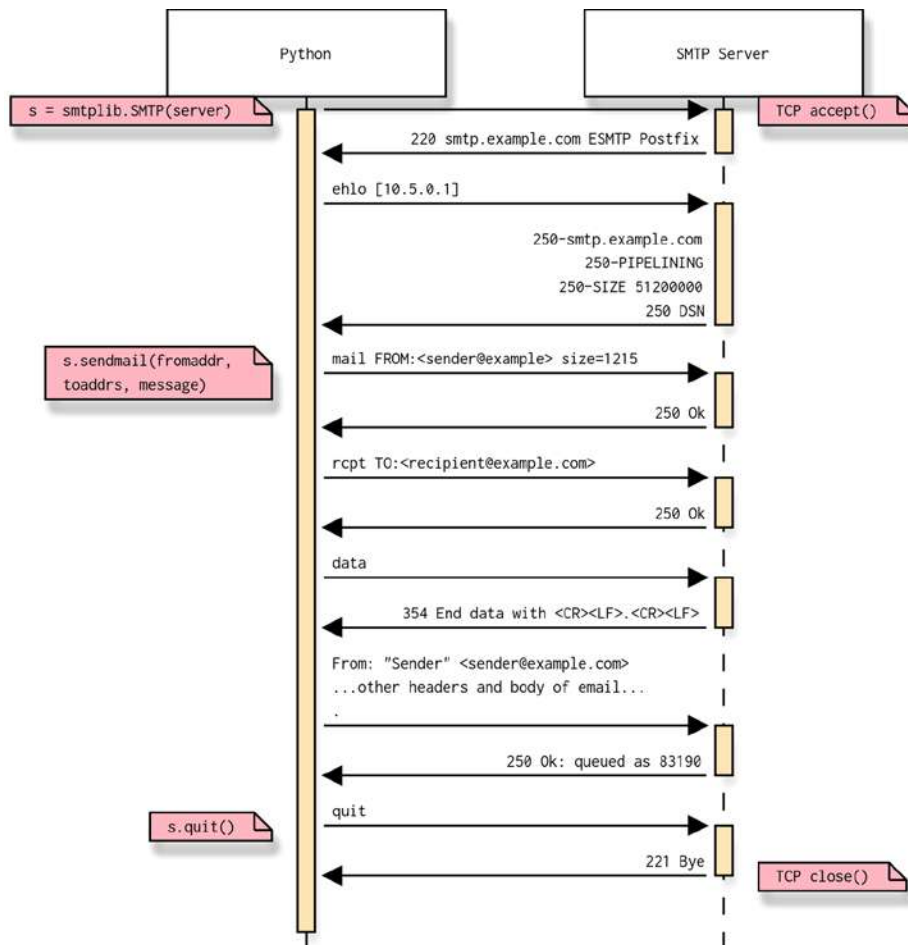 Python
SMTP Server
s = smtplib.SMTP(server)
TCP accept()
220 smtp.example.com ESMTP Postfix
ehlo [10.5.0.1]
250-smtp.example.com
250-PIPELINING
250-SIZE 51200000
250 DSN
s.sendmail(fromaddr,
toaddrs, message)
mail FROM:<sender@example> size=1215
250 Ok
rcpt TO:<recipient@example.com>
250 Ok
data
354 End data with <CR><LF>.<CR><LF>
From: "Sender" <sender@example.com>
...other headers and body of email...
.
250 Ok: queued as 83190
s.quit()
quit
221 Bye
TCP close()